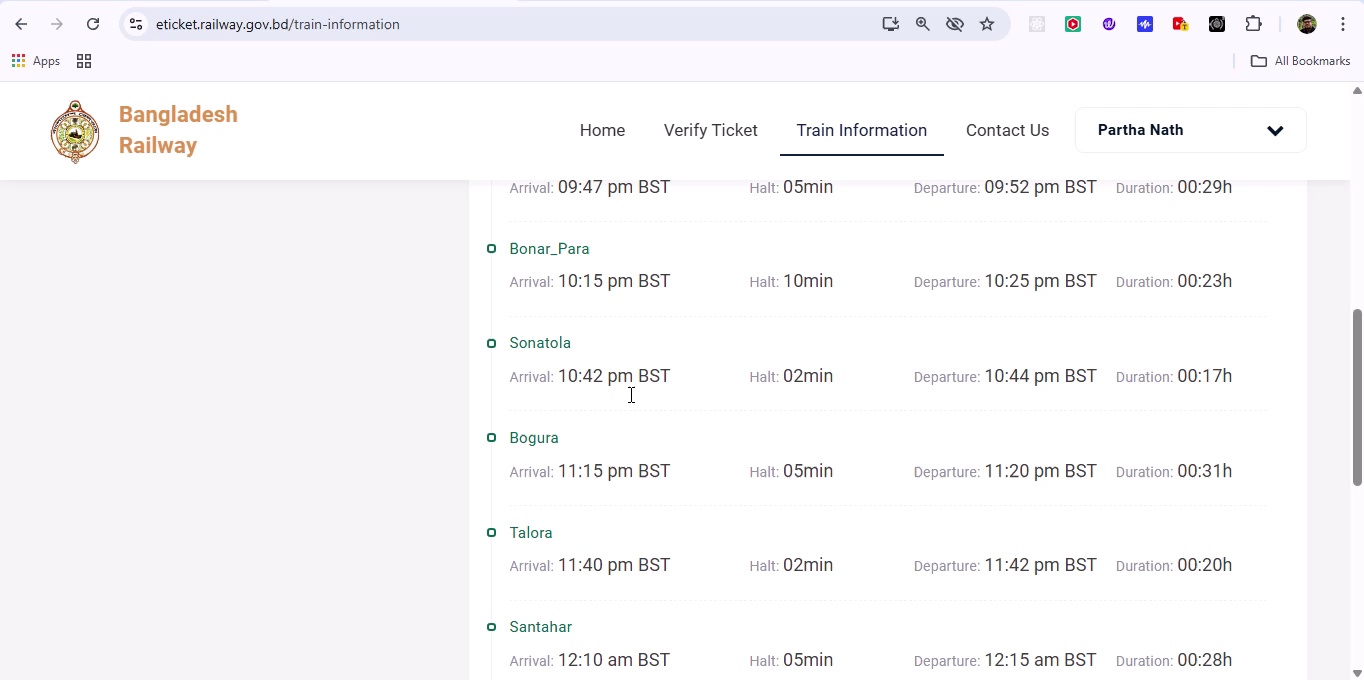 eticket.railway.gov.bd/train-information
Apps
All Bookmarks
Bangladesh
Railway
Home
Verify Ticket
Train Information
Contact Us
Partha Nath
Arrival: 09:47 pm BST Halt: 05min Departure: 09:52 pm BST Duration: 00:29h
Bonar_Para
Arrival: 10:15 pm BST Halt: 10min Departure: 10:25 pm BST Duration: 00:23h
Sonatola
Arrival: 10:42 pm BST Halt: 02min Departure: 10:44 pm BST Duration: 00:17h
Bogura
Arrival: 11:15 pm BST Halt: 05min Departure: 11:20 pm BST Duration: 00:31h
Talora
Arrival: 11:40 pm BST Halt: 02min Departure: 11:42 pm BST Duration: 00:20h
Santahar
Arrival: 12:10 am BST Halt: 05min Departure: 12:15 am BST Duration: 00:28h